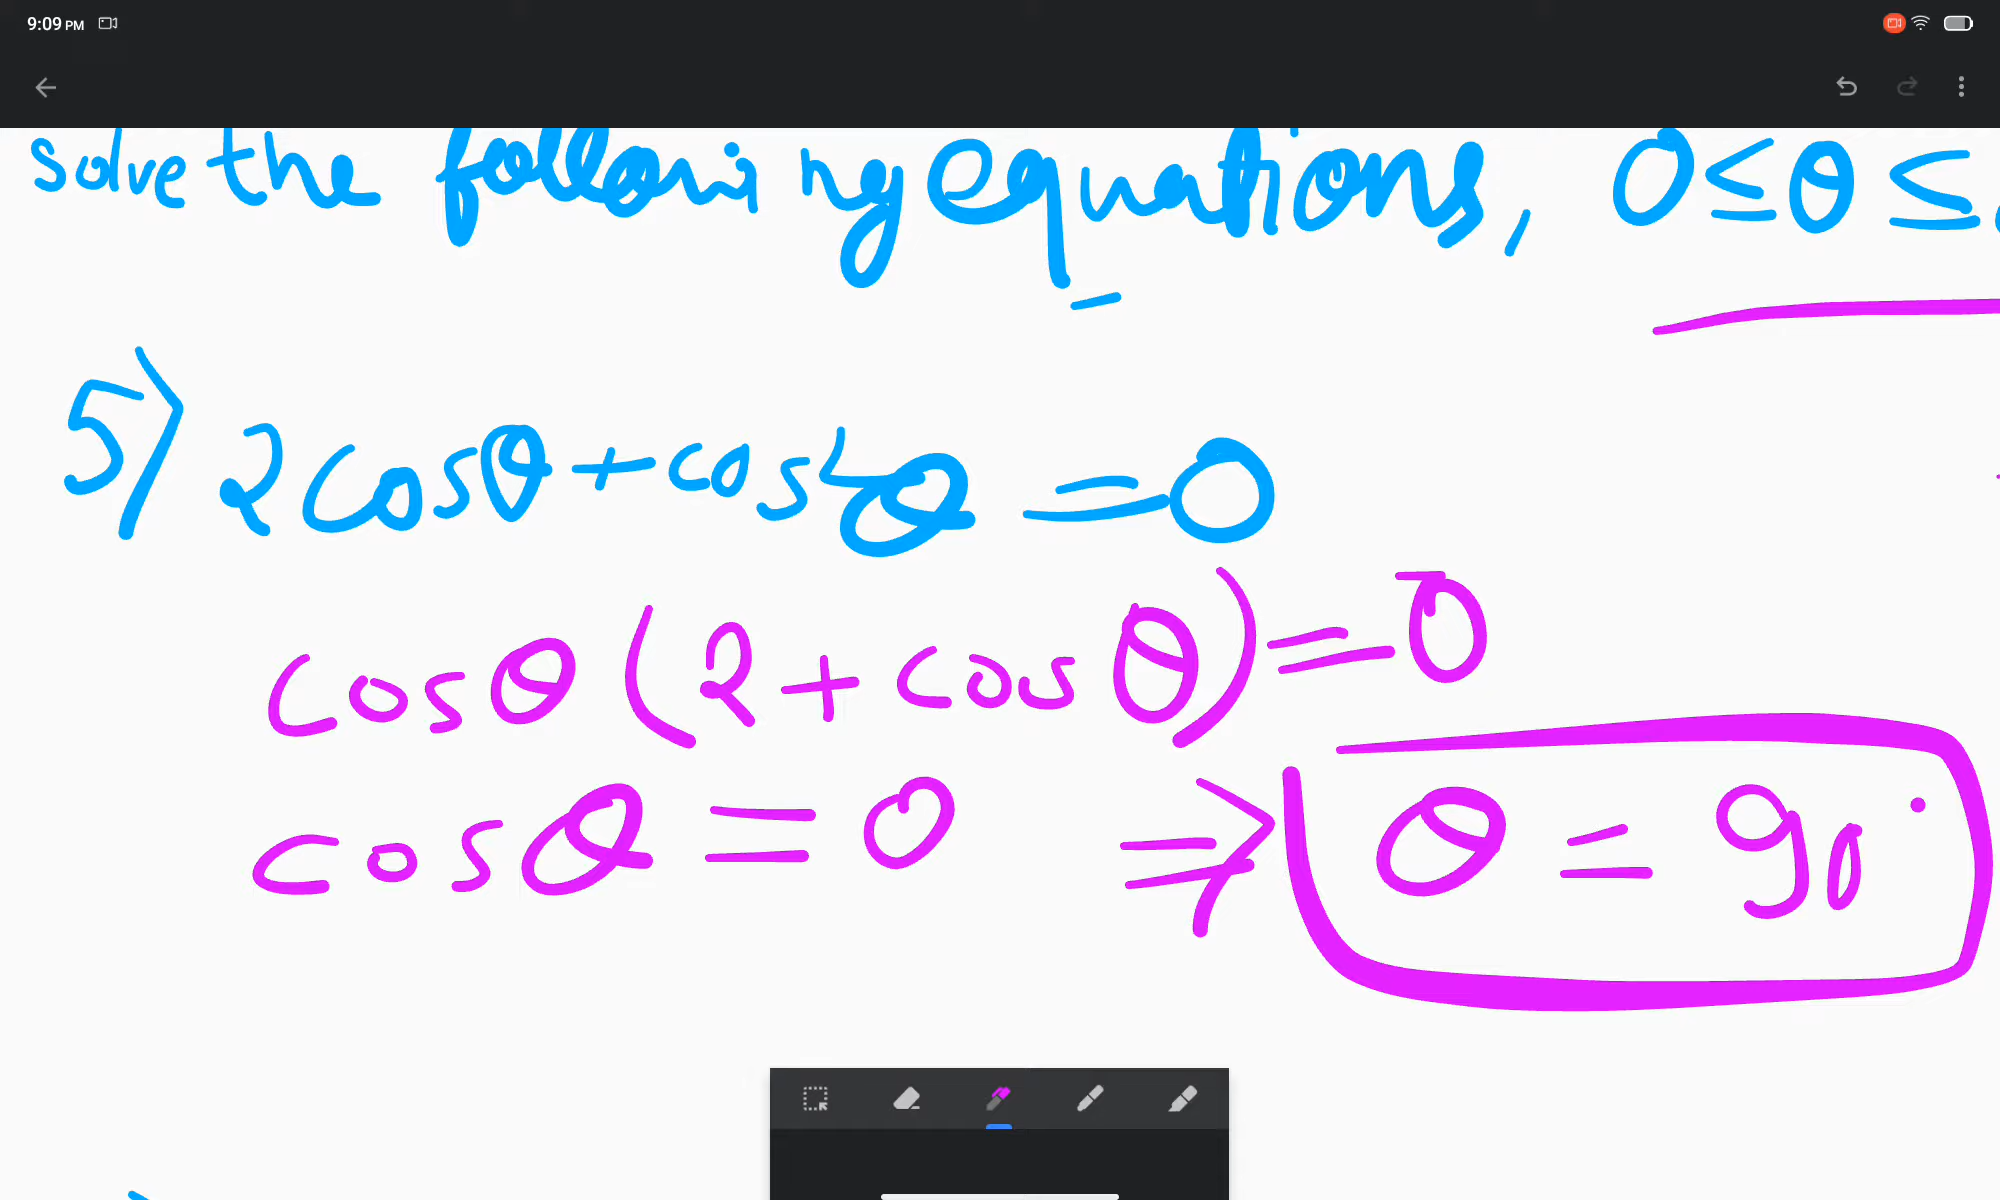 9:09 PM
solve the following equations, 0≤θ≤
5) 2cosθ+cos²θ=0
cosθ(2+cosθ)=0
cosθ=0 ⇒ θ=90°